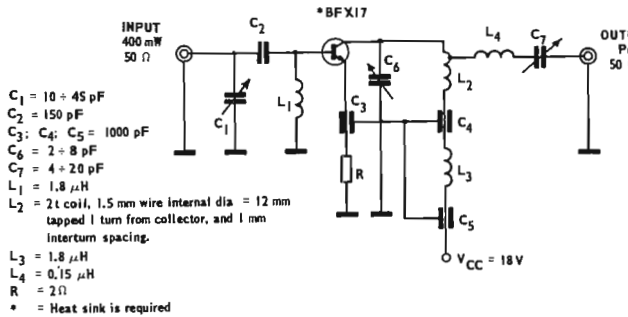 *BFX17
INPUT
400 mW
50 Ω
C2
L4
C7
OUT
50
C6
L2
C1
L1
C3
C4
R
L3
C5
VCC = 18V
C1 = 10 ÷ 45 pF
C2 = 150 pF
C3; C4; C5 = 1000 pF
C6 = 2 ÷ 8 pF
C7 = 4 ÷ 20 pF
L1 = 1.8 μH
L2 = 2t coil, 1.5 mm wire internal dia = 12 mm
tapped 1 turn from collector, and 1 mm
interturn spacing.
L3 = 1.8 μH
L4 = 0.15 μH
R = 2Ω
* = Heat sink is required